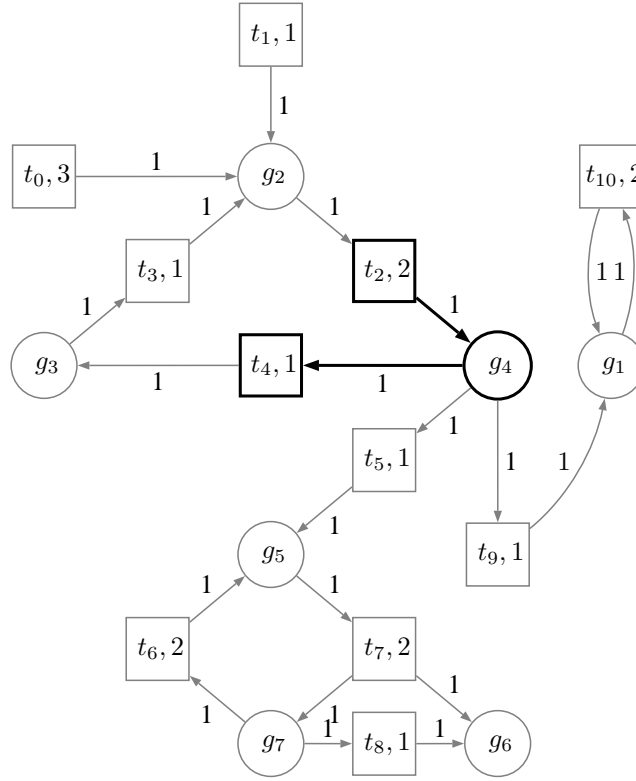 t₁, 1
1
t₀, 3
1
g₂
t₁₀, 2
1
1
t₃, 1
t₂, 2
1 1
1
1
g₃
t₄, 1
g₄
g₁
1
1
1
t₅, 1
1
1
1
t₉, 1
g₅
1
1
t₆, 2
t₇, 2
1
1
1
1
g₇
t₈, 1
1
g₆